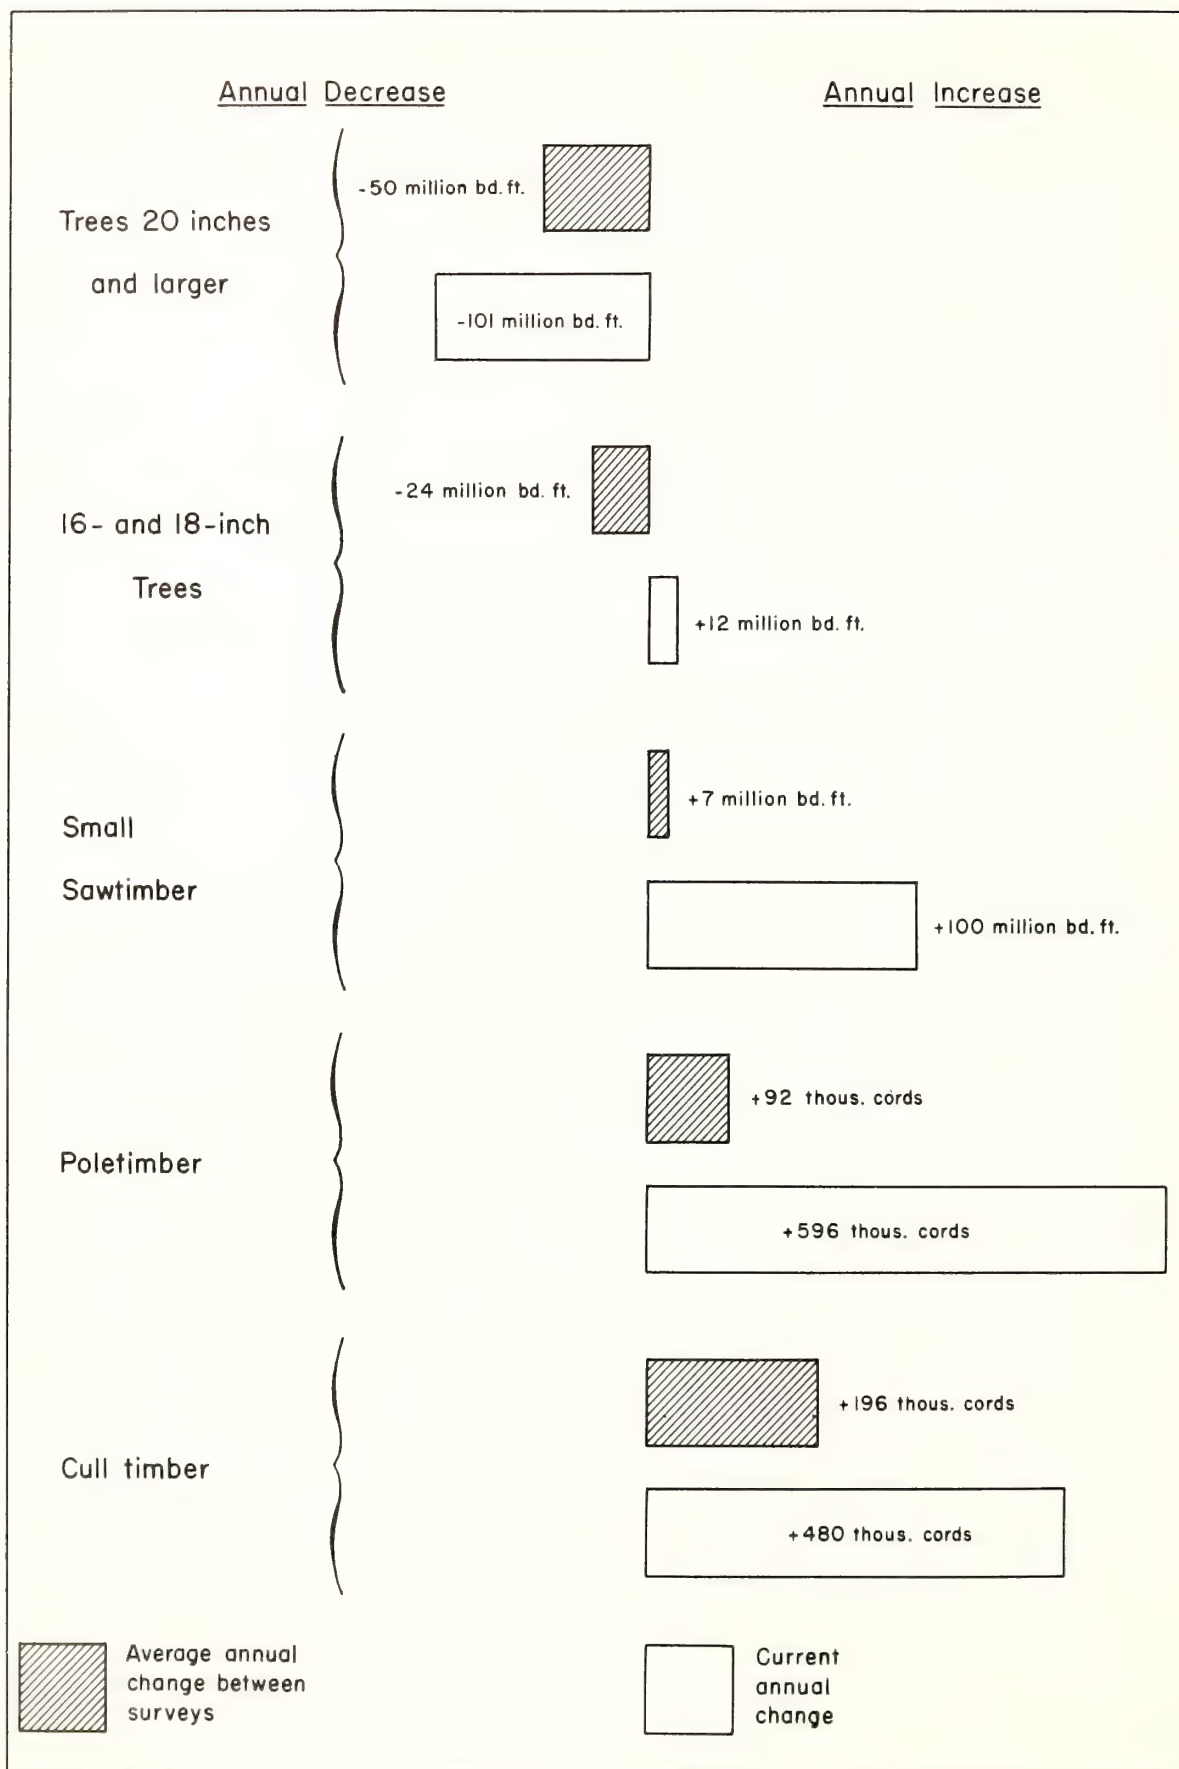 Annual Decrease
Annual Increase
Trees 20 inches
and larger
-50 million bd. ft.
-101 million bd. ft.
16- and 18-inch
Trees
-24 million bd. ft.
+12 million bd. ft.
Small
Sawtimber
+7 million bd. ft.
+100 million bd. ft.
Poletimber
+92 thous. cords
+596 thous. cords
Cull timber
+196 thous. cords
+480 thous. cords
Average annual
change between
surveys
Current
annual
change